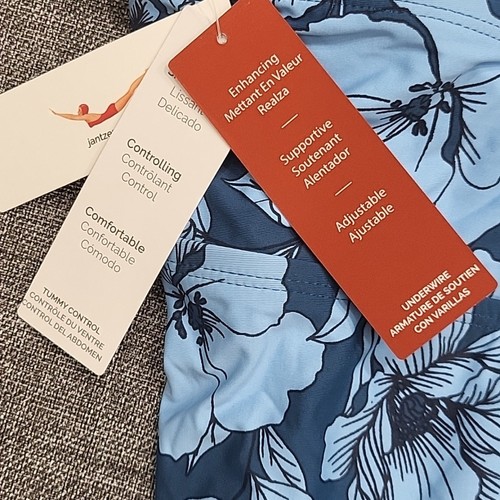 jantze
Lissant
Delicado
Controlling
Contrôlant
Control
Comfortable
Confortable
Cómodo
TUMMY CONTROL
CONTRÔLE DU VENTRE
CONTROL DEL ABDOMEN
Enhancing
Mettant En Valeur
Realza
Supportive
Soutenant
Alentador
Adjustable
Ajustable
UNDERWIRE
ARMATURE DE SOUTIEN
CON VARILLAS